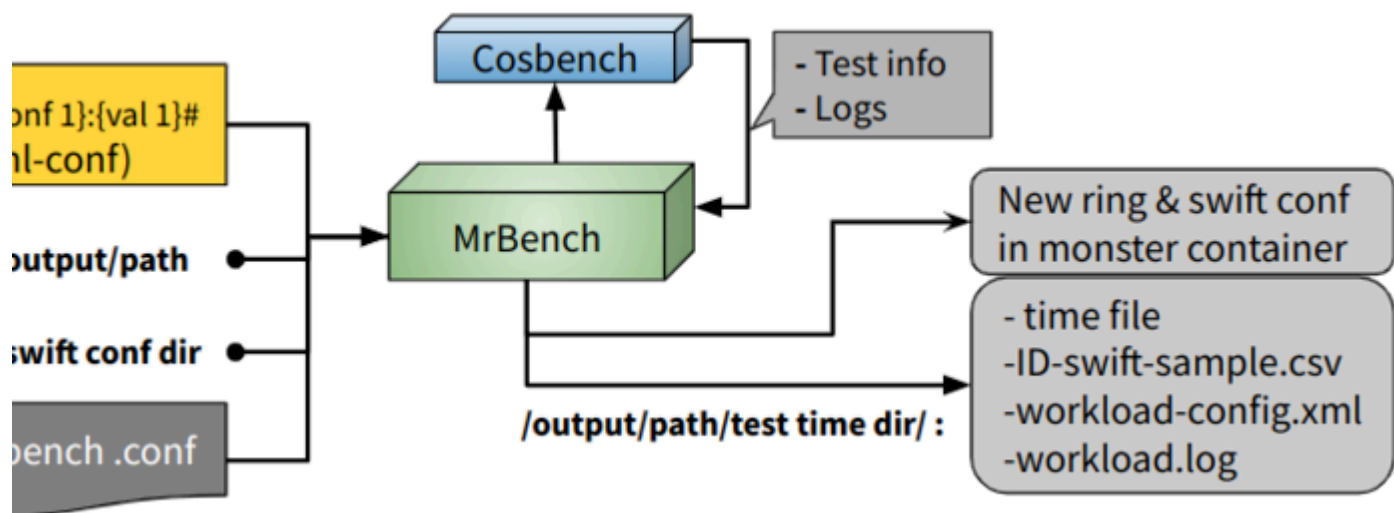 Cosbench
- Test info
- Logs
onf 1}:{val 1}#
nl-conf)
MrBench
New ring & swift conf
in monster container
output/path
swift conf dir
- time file
-ID-swift-sample.csv
-workload-config.xml
-workload.log
/output/path/test time dir/ :
bench .conf